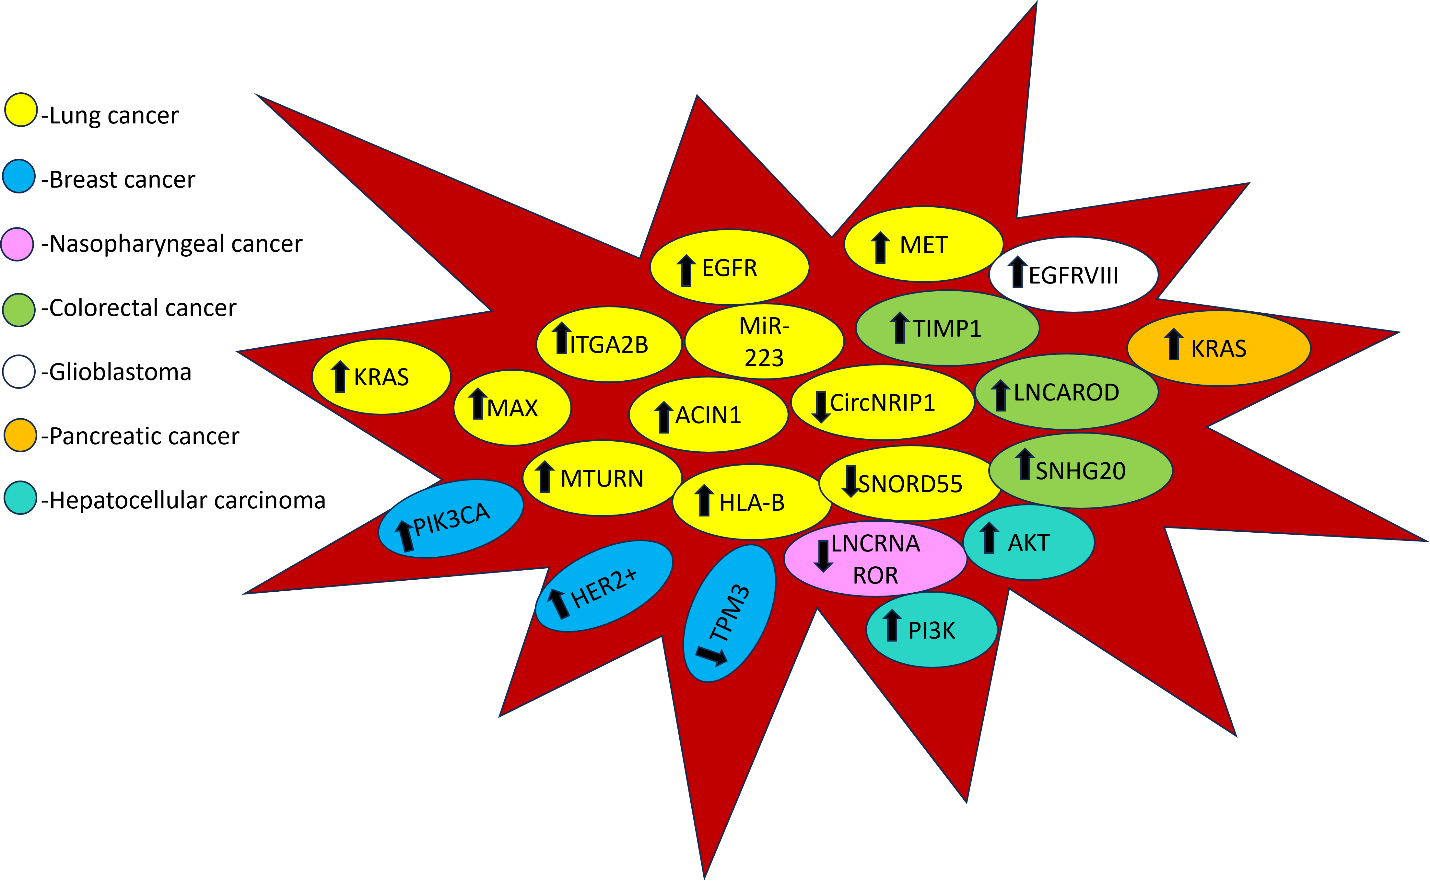 -Lung cancer
-Breast cancer
-Nasopharyngeal cancer
-Colorectal cancer
-Glioblastoma
-Pancreatic cancer
-Hepatocellular carcinoma
EGFR
MET
EGFRVIII
ITGA2B
MiR-
223
TIMP1
KRAS
KRAS
MAX
ACIN1
CircNRIP1
LNCAROD
MTURN
HLA-B
SNORD55
SNHG20
PIK3CA
HER2+
TPM3
LNCRNA
ROR
AKT
PI3K